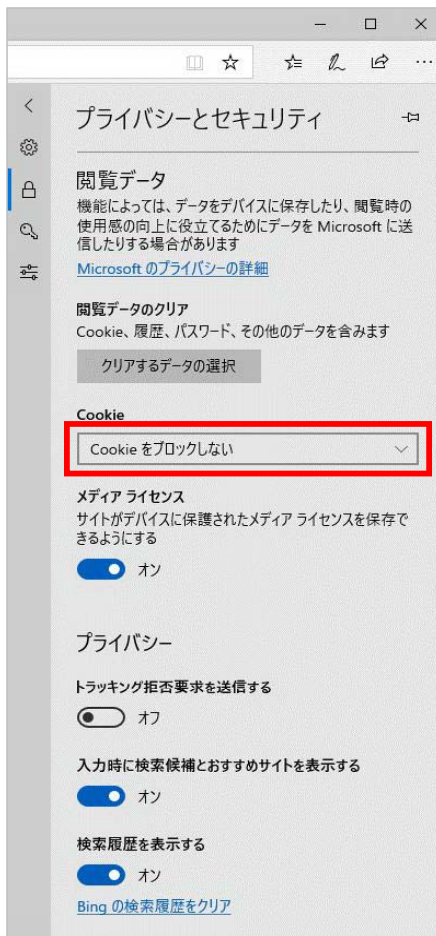 プライバシーとセキュリティ
閲覧データ
機能によっては、データをデバイスに保存したり、閲覧時の
使用感の向上に役立てるためにデータを Microsoft に送
信したりする場合があります
Microsoft のプライバシーの詳細
閲覧データのクリア
Cookie、履歴、パスワード、その他のデータを含みます
クリアするデータの選択
Cookie
Cookie をブロックしない
メディア ライセンス
サイトがデバイスに保護されたメディア ライセンスを保存で
きるようにする
オン
プライバシー
トラッキング拒否要求を送信する
オフ
入力時に検索候補とおすすめサイトを表示する
オン
検索履歴を表示する
オン
Bing の検索履歴をクリア